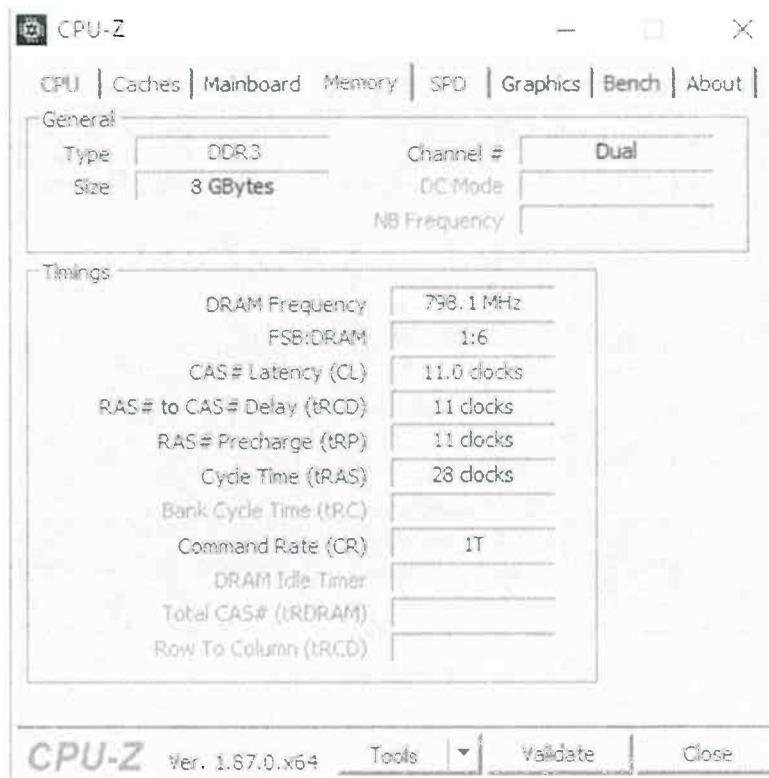 CPU-Z
CPU | Caches | Mainboard Memory | SPD | Graphics | Bench | About |
General
Type DDR3 Channel # Dual
Size 8 GBytes DC Mode
NB Frequency
Timings
DRAM Frequency 798.1 MHz
FSB:DRAM 1:6
CAS# Latency (CL) 11.0 clocks
RAS# to CAS# Delay (tRCD) 11 clocks
RAS# Precharge (tRP) 11 clocks
Cycle Time (tRAS) 28 clocks
Bank Cycle Time (tRC)
Command Rate (CR) 1T
DRAM Idle Timer
Total CAS# (tRDRAM)
Row To Column (tRCD)
CPU-Z Ver. 1.87.0.x64 Tools Validate Close